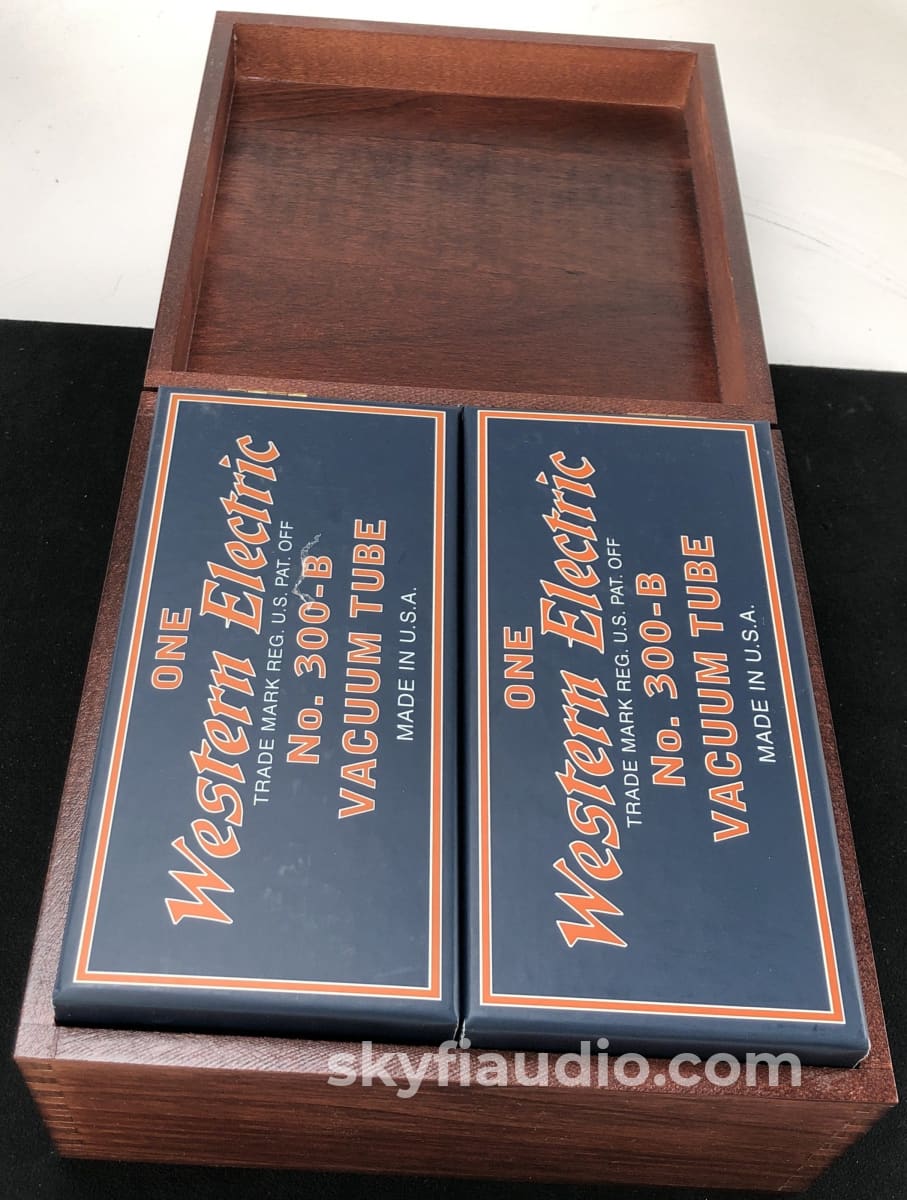 ONE
Western Electric
TRADE MARK REG. U.S. PAT. OFF
No. 300-B
VACUUM TUBE
MADE IN U.S.A.
ONE
Western Electric
TRADE MARK REG. U.S. PAT. OFF
No. 300-B
VACUUM TUBE
MADE IN U.S.A.
skyfiaudio.com